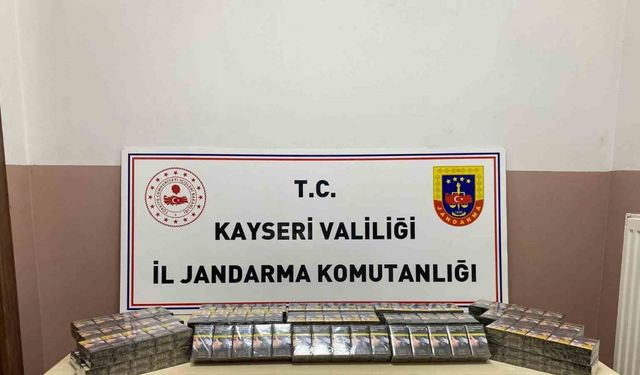 T.C.
KAYSERİ VALİLİĞİ
İL JANDARMA KOMUTANLIĞI
JANDARMA